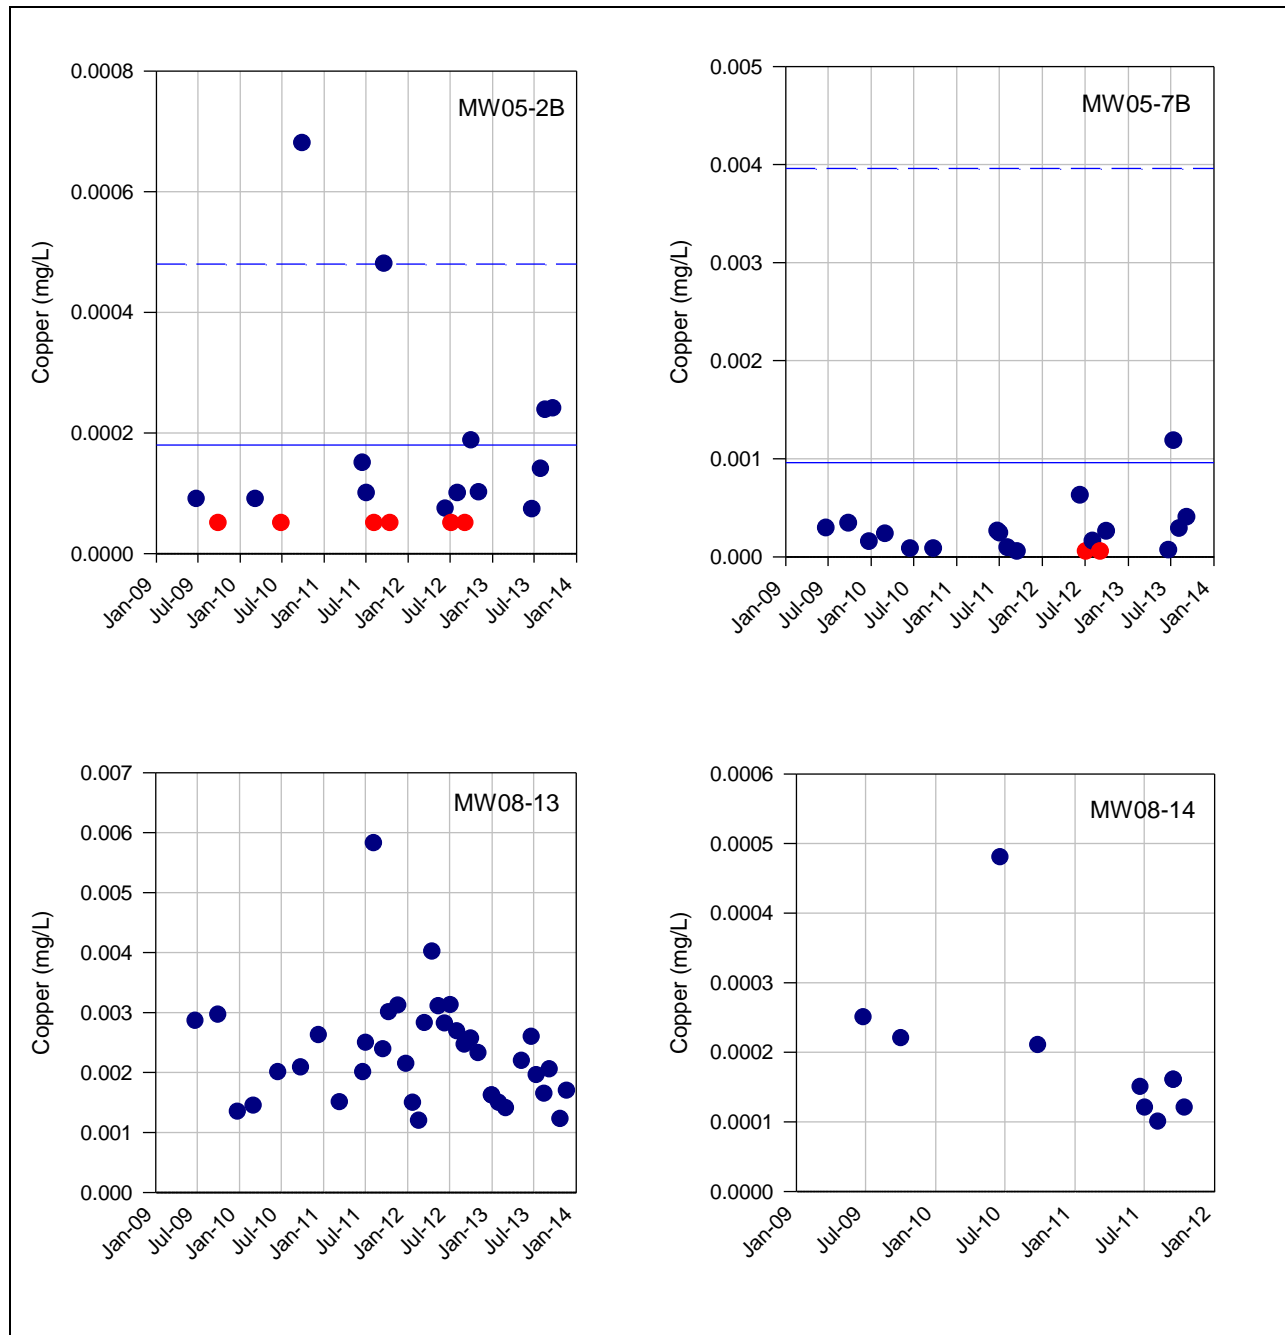 MW05-2B
Copper (mg/L)
0.0008
0.0006
0.0004
0.0002
0.0000
Jan-09
Jul-09
Jan-10
Jul-10
Jan-11
Jul-11
Jan-12
Jul-12
Jan-13
Jul-13
Jan-14
MW05-7B
Copper (mg/L)
0.005
0.004
0.003
0.002
0.001
0.000
Jan-09
Jul-09
Jan-10
Jul-10
Jan-11
Jul-11
Jan-12
Jul-12
Jan-13
Jul-13
Jan-14
MW08-13
Copper (mg/L)
0.007
0.006
0.005
0.004
0.003
0.002
0.001
0.000
Jan-09
Jul-09
Jan-10
Jul-10
Jan-11
Jul-11
Jan-12
Jul-12
Jan-13
Jul-13
Jan-14
MW08-14
Copper (mg/L)
0.0006
0.0005
0.0004
0.0003
0.0002
0.0001
0.0000
Jan-09
Jul-09
Jan-10
Jul-10
Jan-11
Jul-11
Jan-12